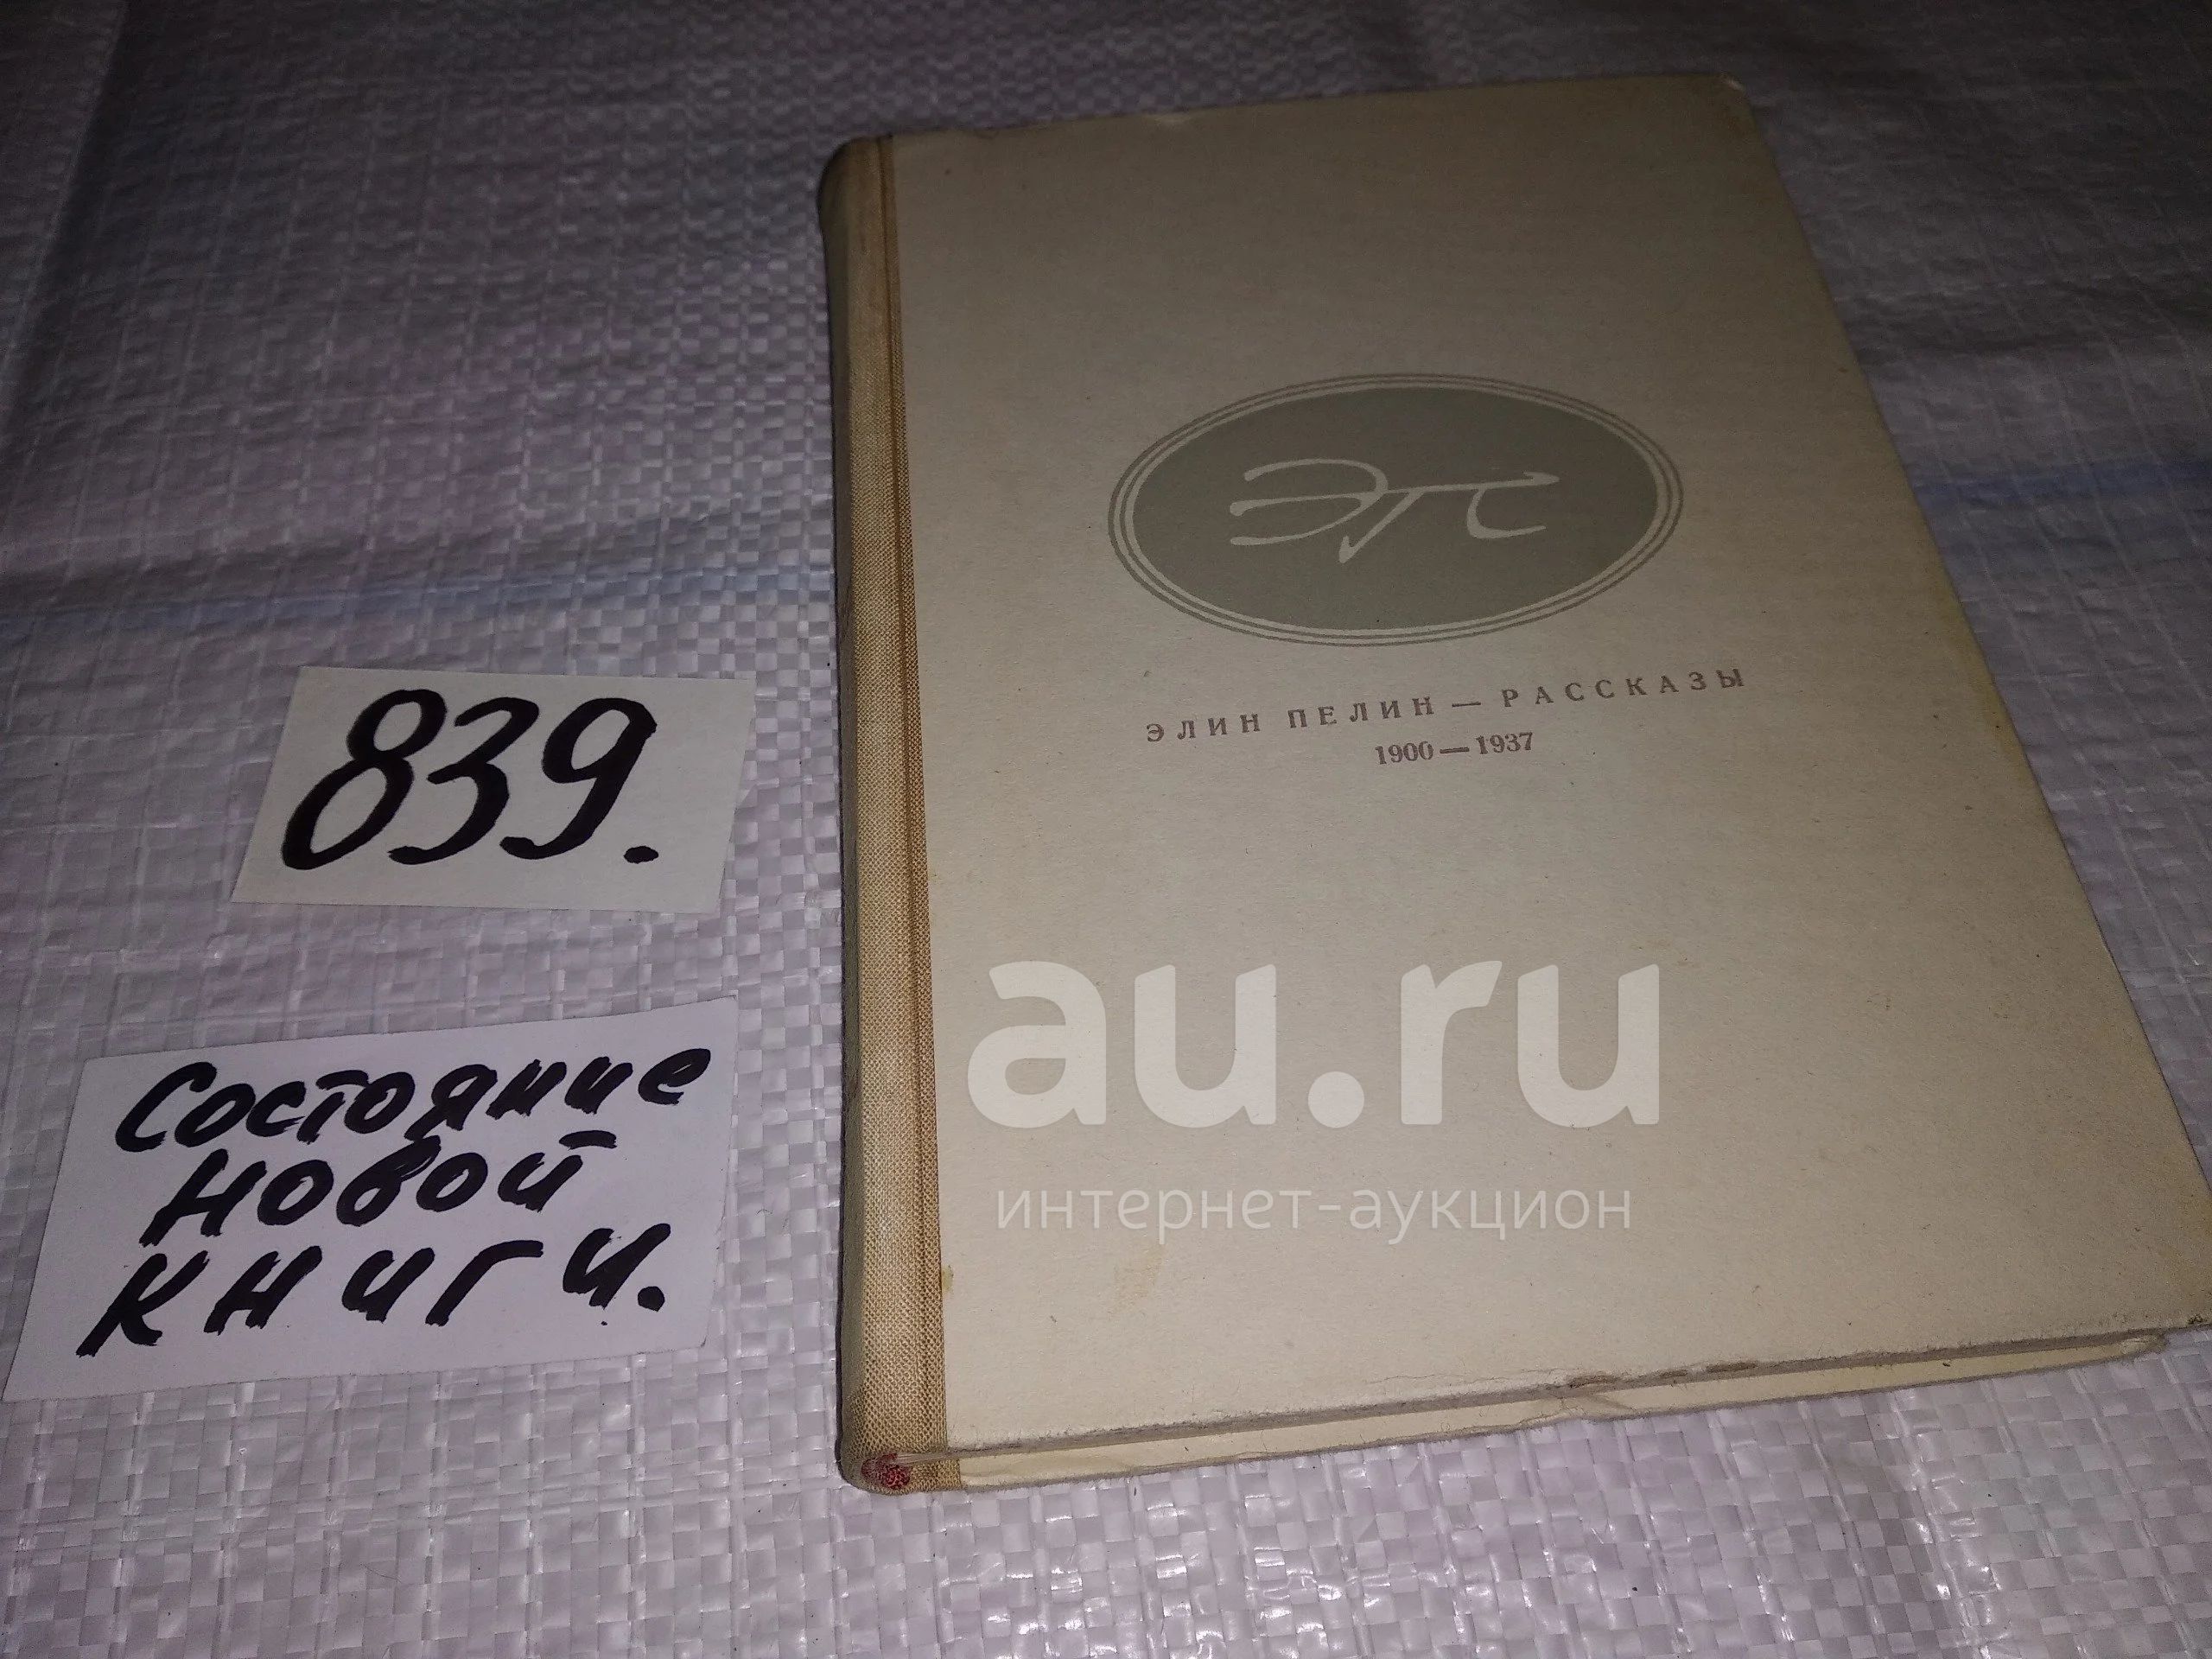 ЭП
ЭЛИН ПЕЛИН — РАССКАЗЫ
1900 — 1937
839.
Состояние
новой
книги.
au.ru
интернет-аукцион